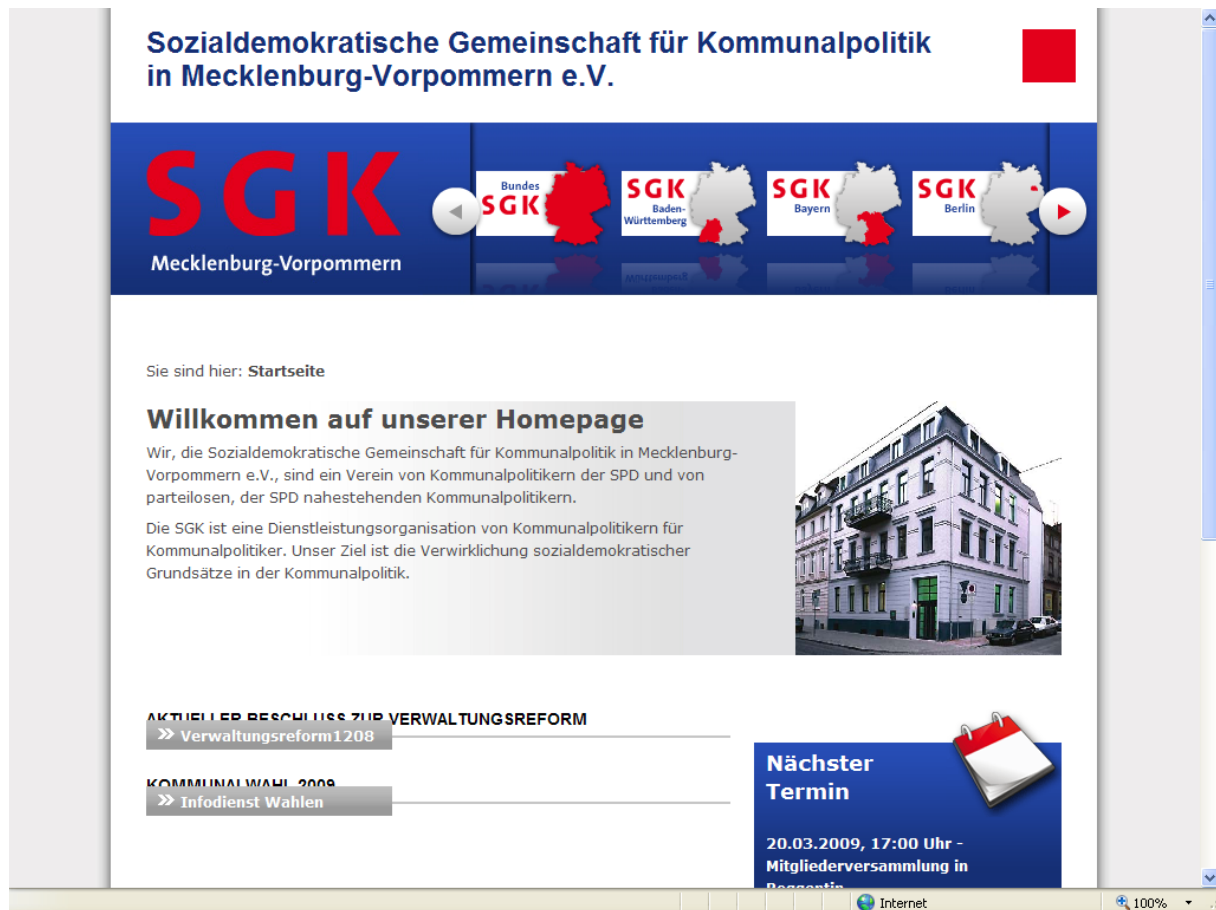 Sozialdemokratische Gemeinschaft für Kommunalpolitik
in Mecklenburg-Vorpommern e.V.
SGK
Mecklenburg-Vorpommern
Bundes
SGK
SGK
Baden-
Württemberg
SGK
Bayern
SGK
Berlin
Sie sind hier: Startseite
Willkommen auf unserer Homepage
Wir, die Sozialdemokratische Gemeinschaft für Kommunalpolitik in Mecklenburg-
Vorpommern e.V., sind ein Verein von Kommunalpolitikern der SPD und von
parteilosen, der SPD nahestehenden Kommunalpolitikern.
Die SGK ist eine Dienstleistungsorganisation von Kommunalpolitikern für
Kommunalpolitiker. Unser Ziel ist die Verwirklichung sozialdemokratischer
Grundsätze in der Kommunalpolitik.
AKTUELLER BESCHLUSS ZUR VERWALTUNGSREFORM
» Verwaltungsreform1208
KOMMUNALWAHL 2009
» Infodienst Wahlen
Nächster
Termin
20.03.2009, 17:00 Uhr -
Mitgliederversammlung in
Roggentin
Internet
100%